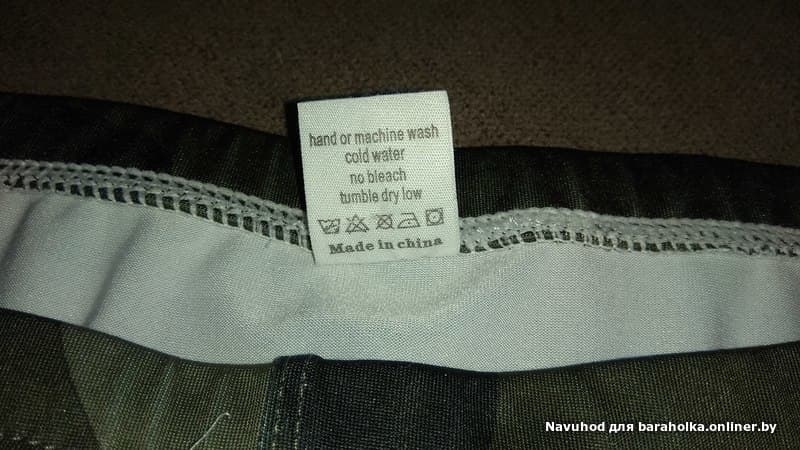 hand or machine wash
cold water
no bleach
tumble dry low
Made in china
Navuhod для baraholka.onliner.by